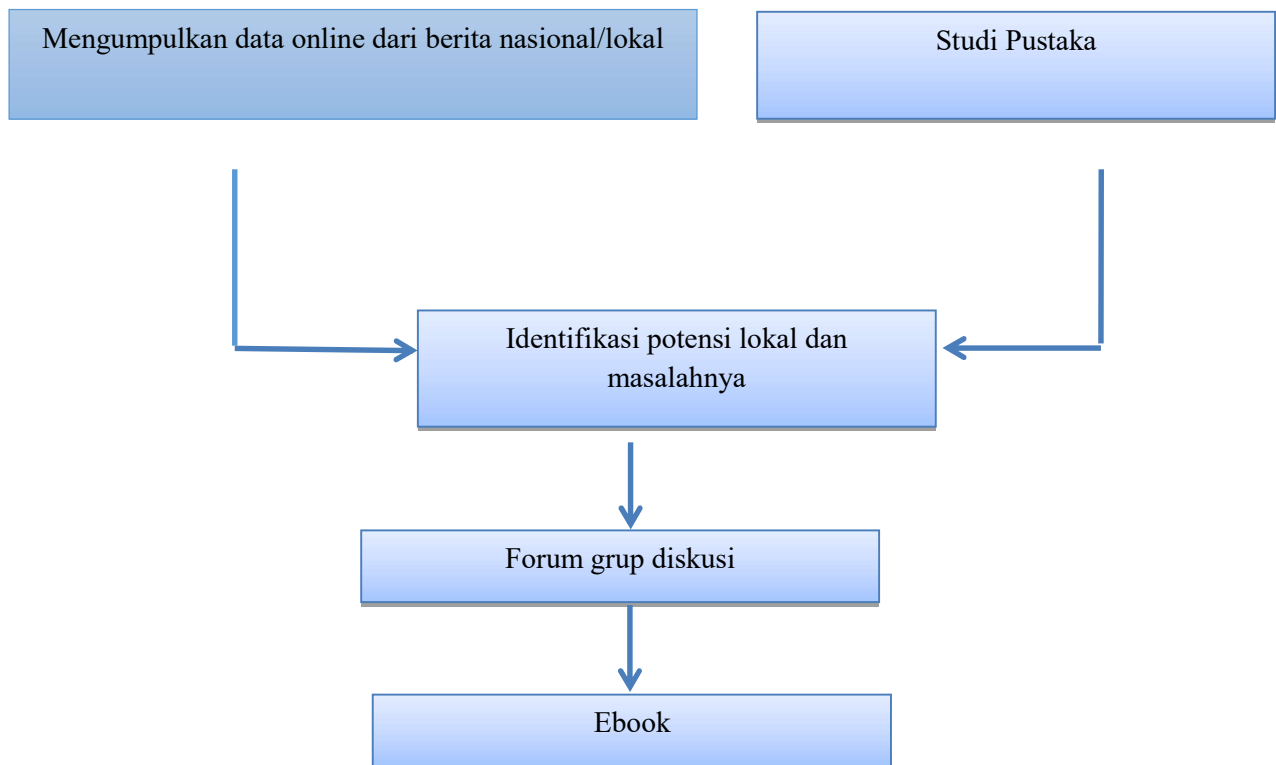 Mengumpulkan data online dari berita nasional/lokal
Studi Pustaka
Identifikasi potensi lokal dan
masalahnya
Forum grup diskusi
Ebook